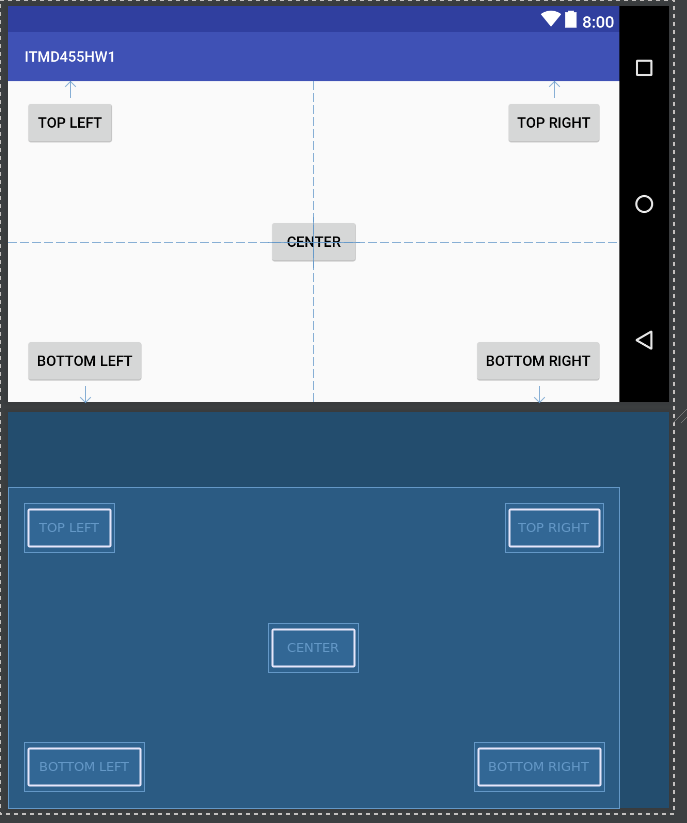 8:00
ITMD455HW1
TOP LEFT
TOP RIGHT
CENTER
BOTTOM LEFT
BOTTOM RIGHT
TOP LEFT
TOP RIGHT
CENTER
BOTTOM LEFT
BOTTOM RIGHT